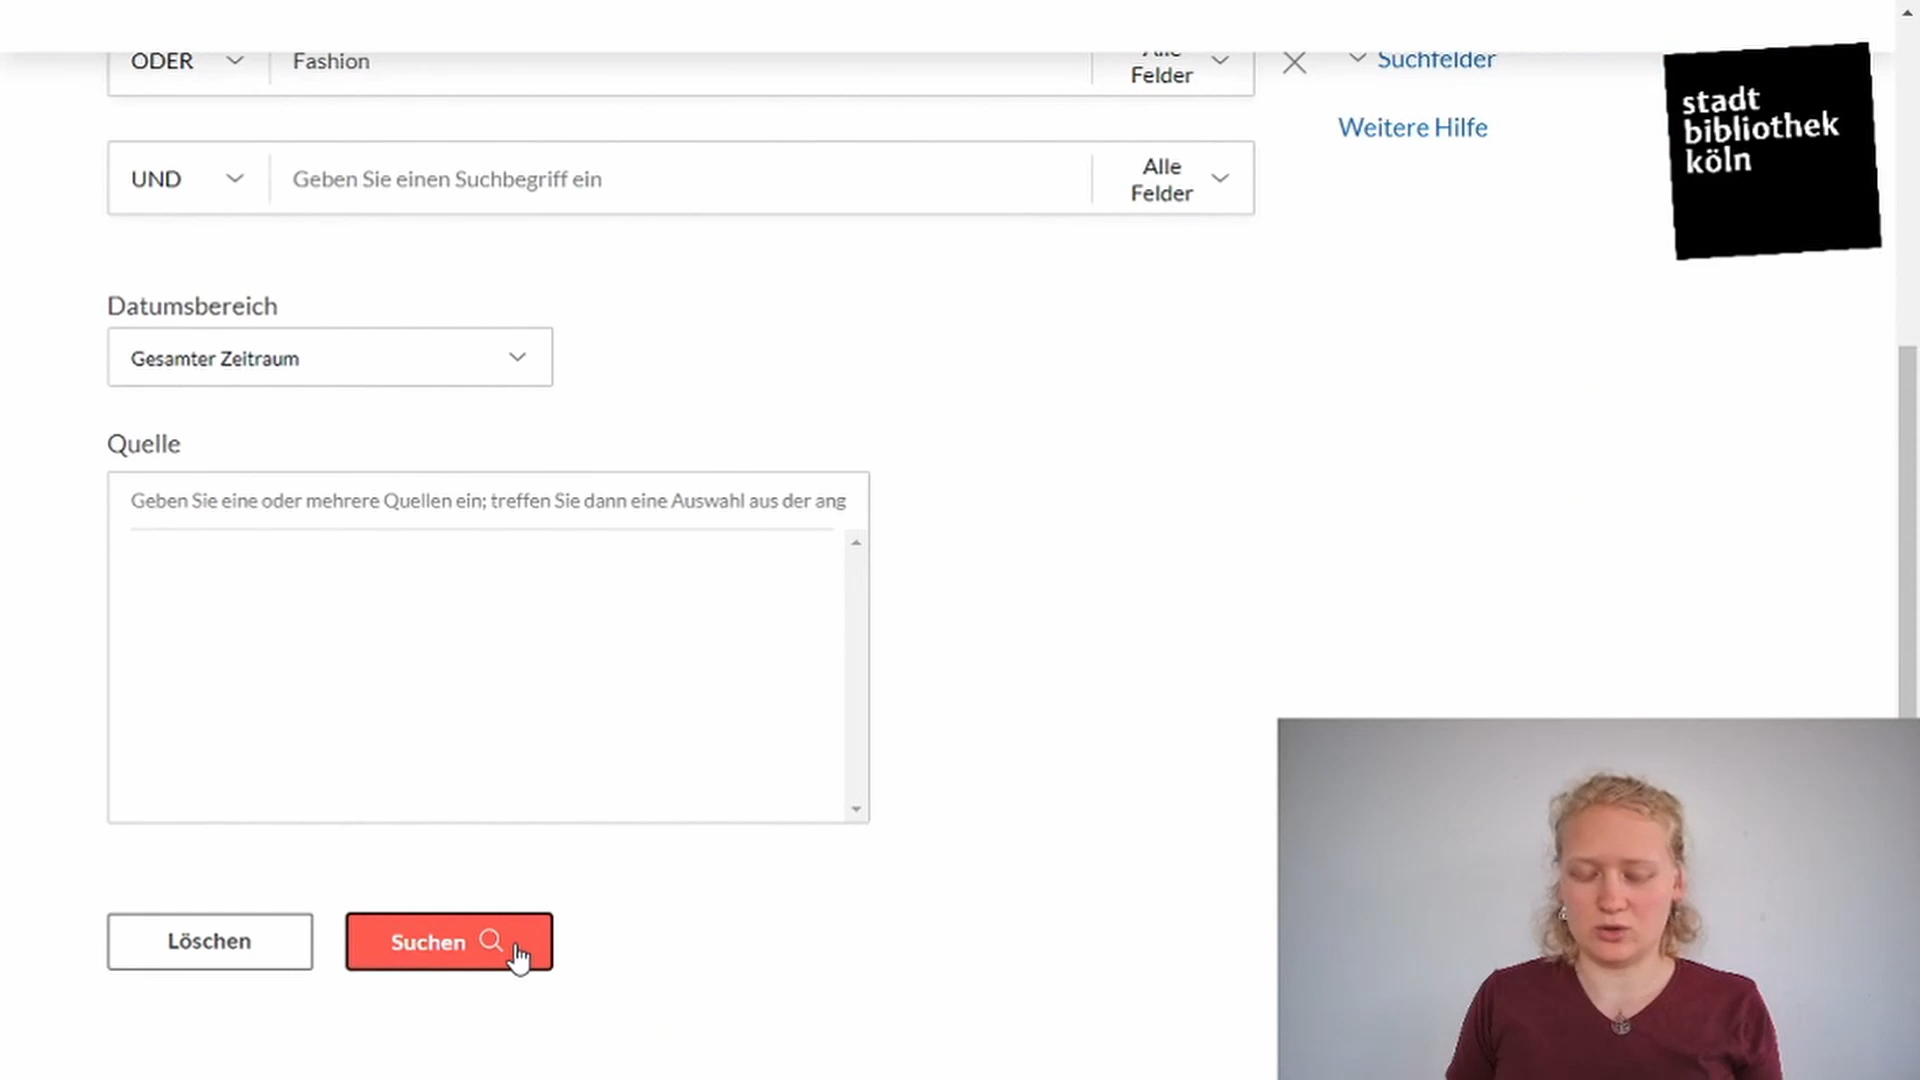 ODER
Fashion
Alle
Felder
Suchfelder
Weitere Hilfe
stadt
bibliothek
köln
UND
Geben Sie einen Suchbegriff ein
Alle
Felder
Datumsbereich
Gesamter Zeitraum
Quelle
Geben Sie eine oder mehrere Quellen ein; treffen Sie dann eine Auswahl aus der ang
Löschen
Suchen